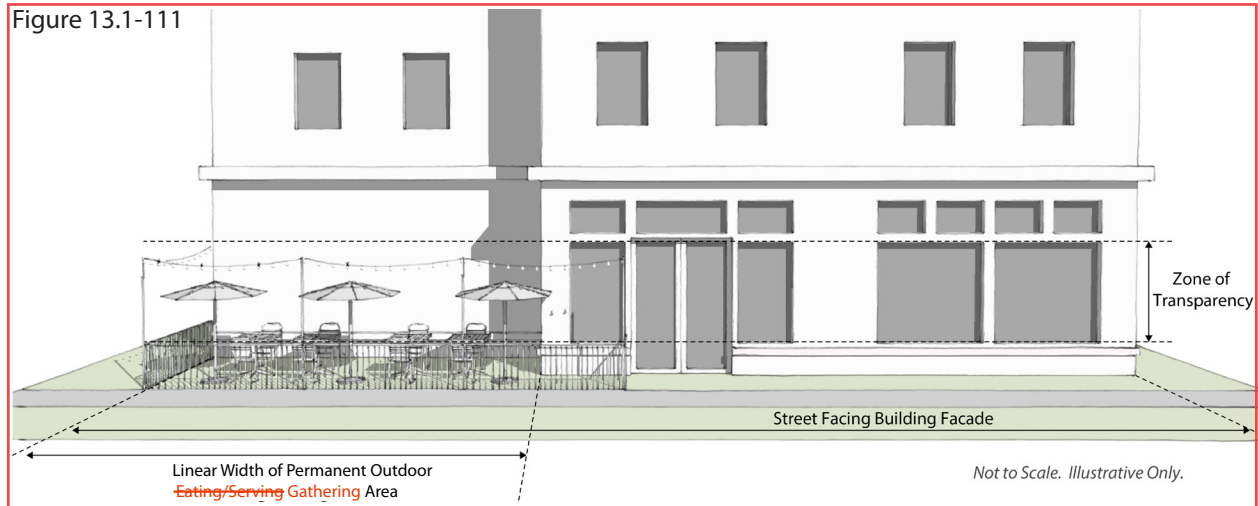 Figure 13.1-111
Zone of
Transparency
Street Facing Building Facade
Linear Width of Permanent Outdoor
Eating/Serving Gathering Area
Not to Scale. Illustrative Only.